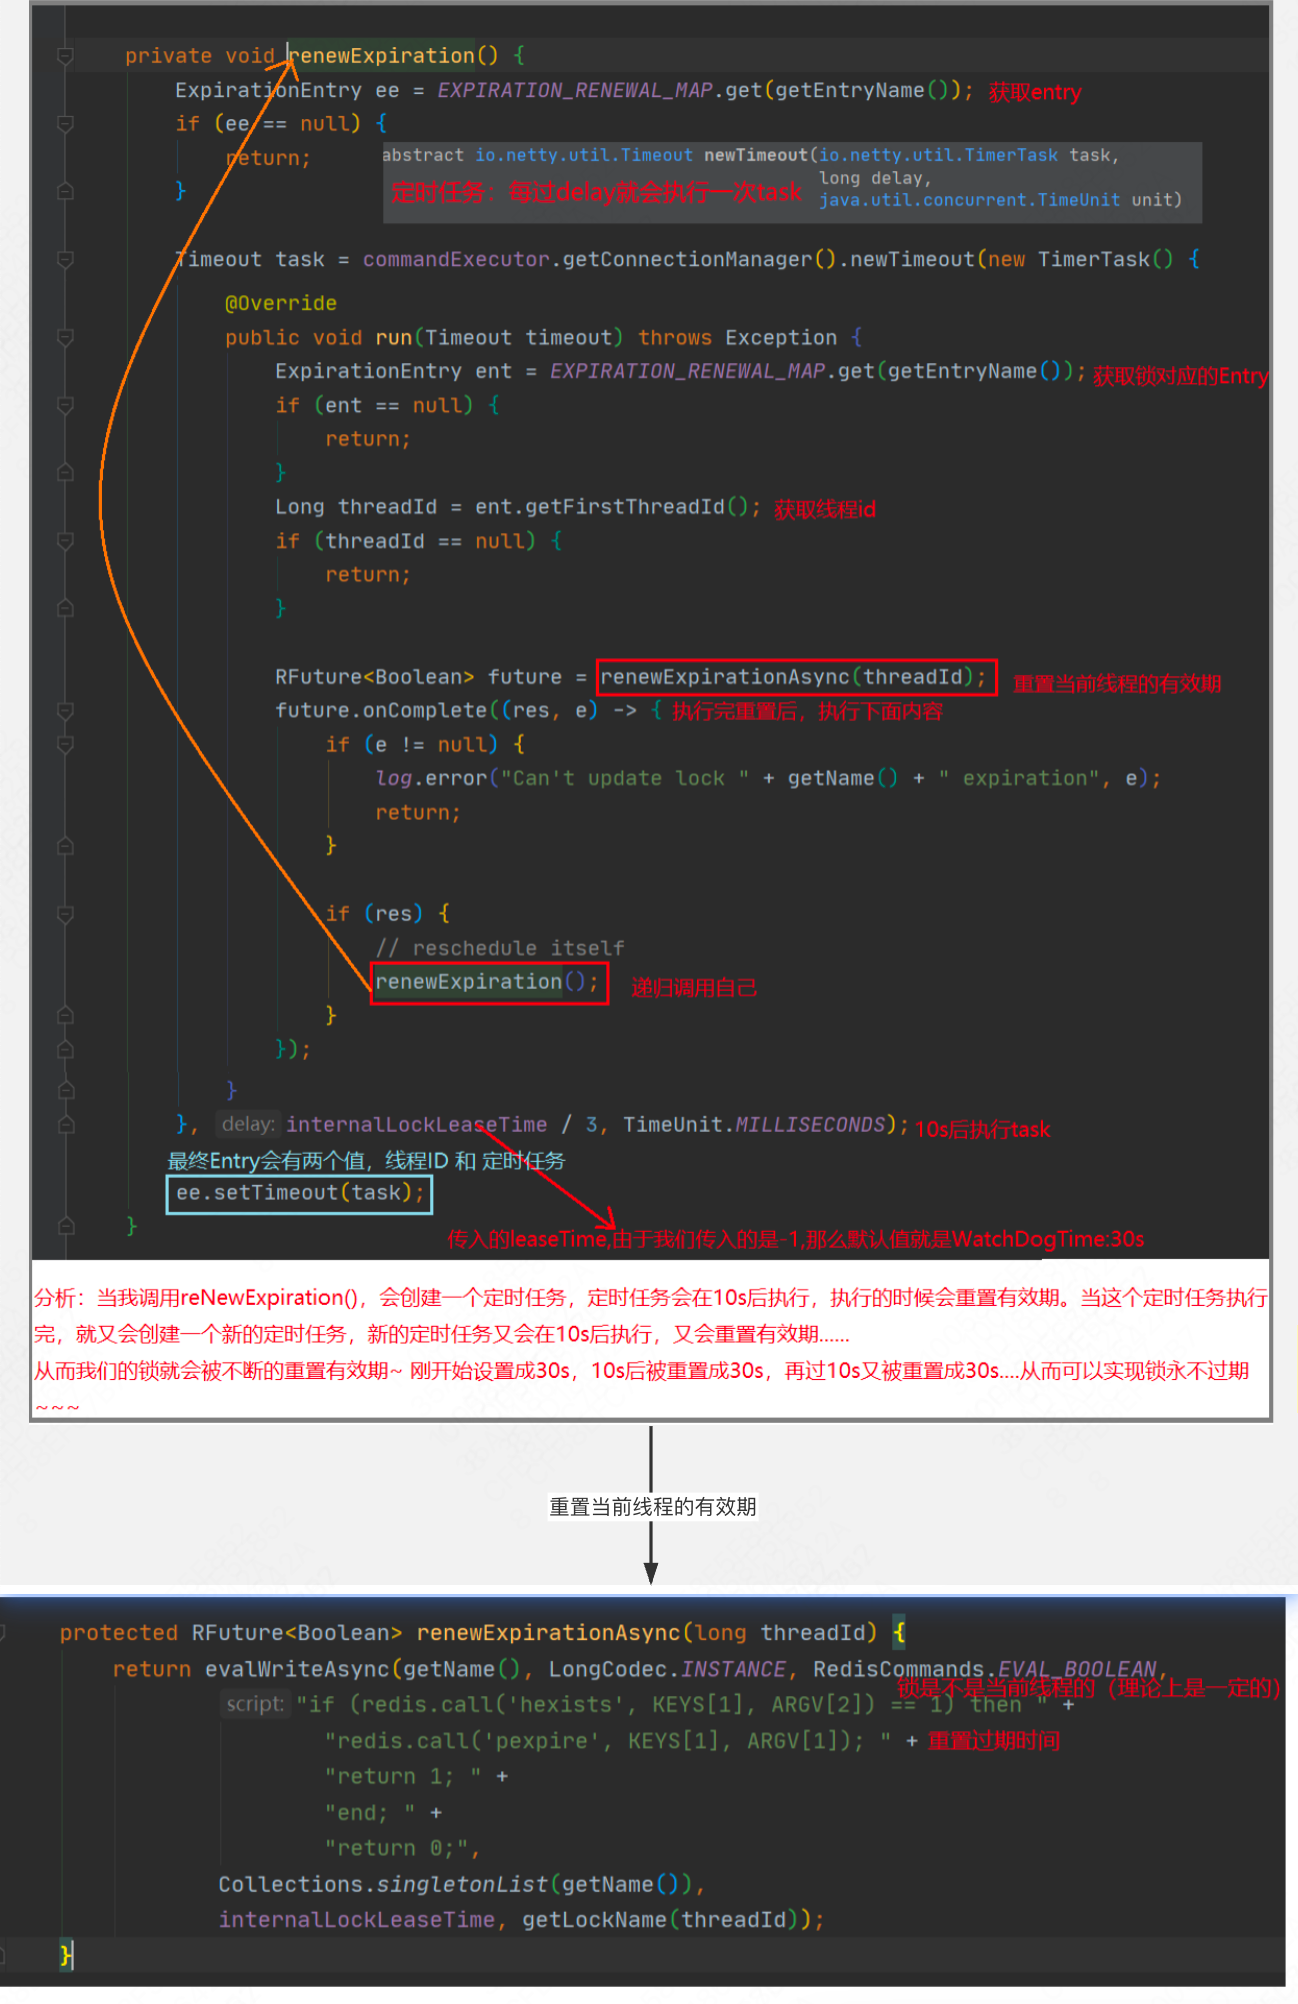 private void renewExpiration() {
ExpirationEntry ee = EXPIRATION_RENEWAL_MAP.get(getEntryName()); 获取entry
if (ee == null) {
return;
}
abstract io.netty.util.Timeout newTimeout(io.netty.util.TimerTask task,
long delay,
java.util.concurrent.TimeUnit unit)
定时任务：每过delay就会执行一次task
Timeout task = commandExecutor.getConnectionManager().newTimeout(new TimerTask() {
@Override
public void run(Timeout timeout) throws Exception {
ExpirationEntry ent = EXPIRATION_RENEWAL_MAP.get(getEntryName()); 获取锁对应的Entry
if (ent == null) {
return;
}
Long threadId = ent.getFirstThreadId(); 获取线程id
if (threadId == null) {
return;
}
RFuture<Boolean> future = renewExpirationAsync(threadId); 重置当前线程的有效期
future.onComplete((res, e) -> { 执行完重置后，执行下面内容
if (e != null) {
log.error("Can't update lock " + getName() + " expiration", e);
return;
}
if (res) {
// reschedule itself
renewExpiration(); 递归调用自己
}
});
}
}, delay: internalLockLeaseTime / 3, TimeUnit.MILLISECONDS); 10s后执行task
最终Entry会有两个值，线程ID 和 定时任务
ee.setTimeout(task);
}
传入的leaseTime,由于我们传入的是-1,那么默认值就是WatchDogTime:30s
分析：当我调用reNewExpiration()，会创建一个定时任务，定时任务会在10s后执行，执行的时候会重置有效期。当这个定时任务执行
完，就又会创建一个新的定时任务，新的定时任务又会在10s后执行，又会重置有效期......
从而我们的锁就会被不断的重置有效期~ 刚开始设置成30s，10s后被重置成30s，再过10s又被重置成30s....从而可以实现锁永不过期
~~~
重置当前线程的有效期
protected RFuture<Boolean> renewExpirationAsync(long threadId) {
return evalWriteAsync(getName(), LongCodec.INSTANCE, RedisCommands.EVAL_BOOLEAN,
锁是不是当前线程的（理论上是一定的）
script: "if (redis.call('hexists', KEYS[1], ARGV[2]) == 1) then " +
"redis.call('pexpire', KEYS[1], ARGV[1]); " + 重置过期时间
"return 1; " +
"end; " +
"return 0;",
Collections.singletonList(getName()),
internalLockLeaseTime, getLockName(threadId));
}